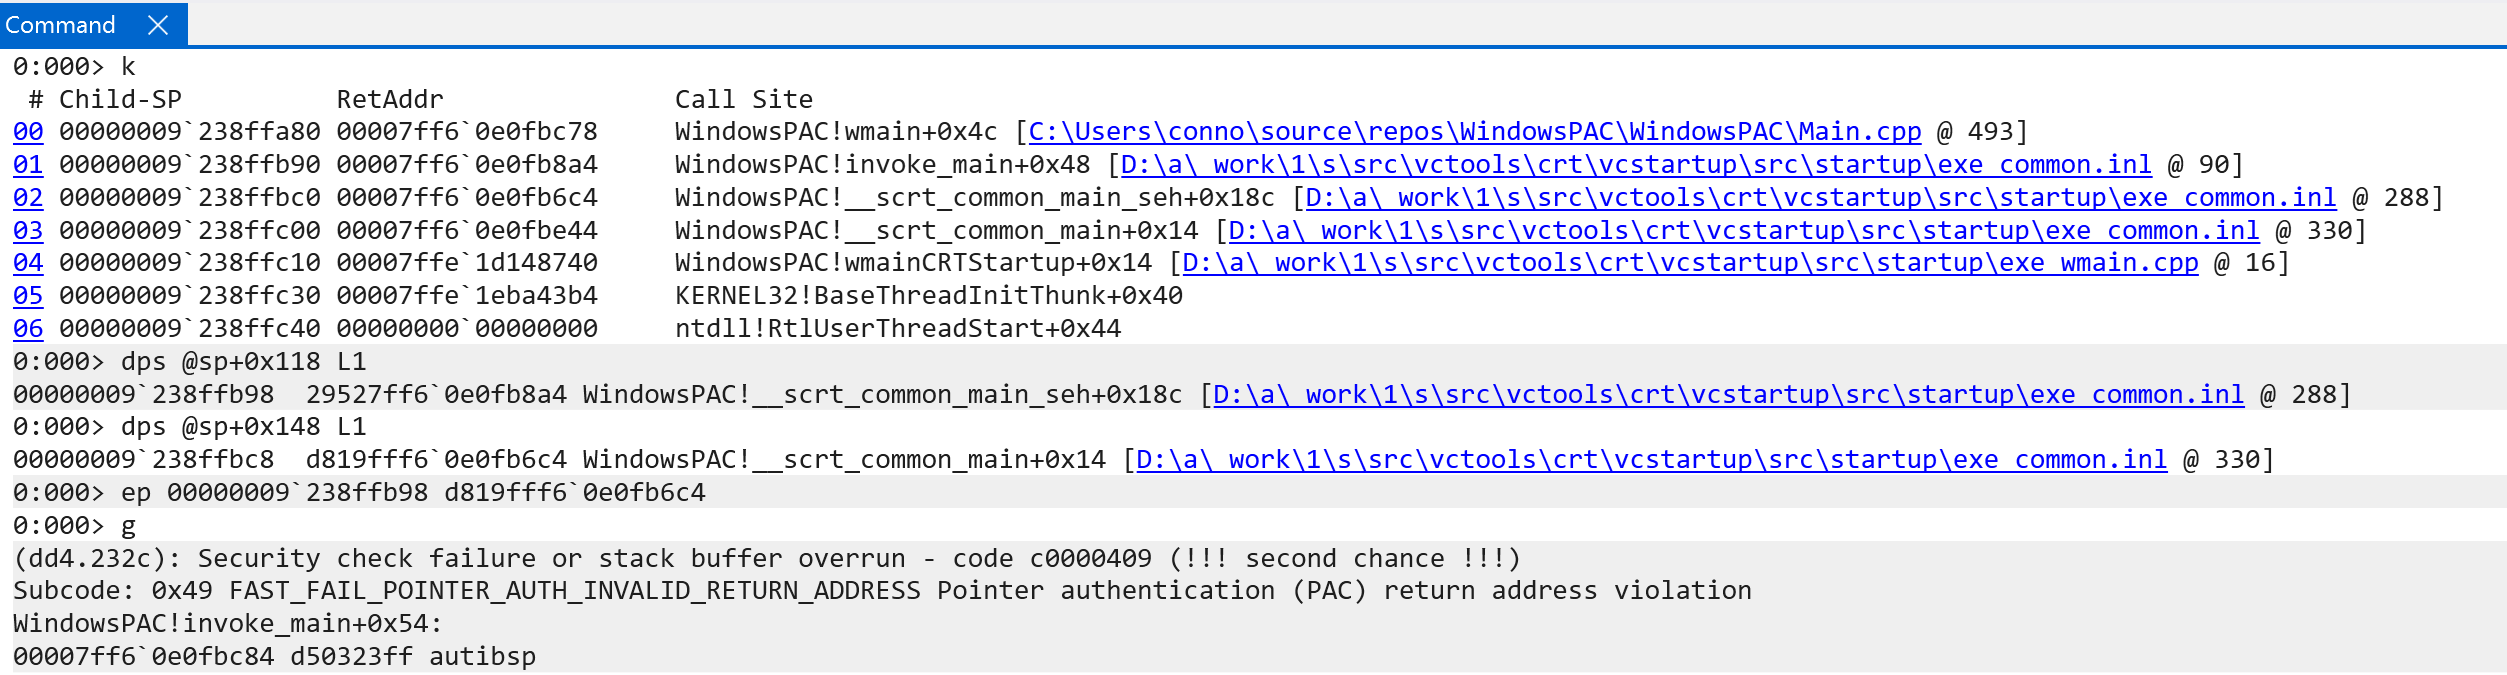 Command
0:000> k
 # Child-SP          RetAddr               Call Site
00 00000009`238ffa80 00007ff6`0e0fbc78     WindowsPAC!wmain+0x4c [C:\Users\conno\source\repos\WindowsPAC\WindowsPAC\Main.cpp @ 493]
01 00000009`238ffb90 00007ff6`0e0fb8a4     WindowsPAC!invoke_main+0x48 [D:\a\_work\1\s\src\vctools\crt\vcstartup\src\startup\exe_common.inl @ 90]
02 00000009`238ffbc0 00007ff6`0e0fb6c4     WindowsPAC!__scrt_common_main_seh+0x18c [D:\a\_work\1\s\src\vctools\crt\vcstartup\src\startup\exe_common.inl @ 288]
03 00000009`238ffc00 00007ff6`0e0fbe44     WindowsPAC!__scrt_common_main+0x14 [D:\a\_work\1\s\src\vctools\crt\vcstartup\src\startup\exe_common.inl @ 330]
04 00000009`238ffc10 00007ffe`1d148740     WindowsPAC!wmainCRTStartup+0x14 [D:\a\_work\1\s\src\vctools\crt\vcstartup\src\startup\exe_wmain.cpp @ 16]
05 00000009`238ffc30 00007ffe`1eba43b4     KERNEL32!BaseThreadInitThunk+0x40
06 00000009`238ffc40 00000000`00000000     ntdll!RtlUserThreadStart+0x44
0:000> dps @sp+0x118 L1
00000009`238ffb98  29527ff6`0e0fb8a4 WindowsPAC!__scrt_common_main_seh+0x18c [D:\a\_work\1\s\src\vctools\crt\vcstartup\src\startup\exe_common.inl @ 288]
0:000> dps @sp+0x148 L1
00000009`238ffbc8  d819fff6`0e0fb6c4 WindowsPAC!__scrt_common_main+0x14 [D:\a\_work\1\s\src\vctools\crt\vcstartup\src\startup\exe_common.inl @ 330]
0:000> ep 00000009`238ffb98 d819fff6`0e0fb6c4
0:000> g
(dd4.232c): Security check failure or stack buffer overrun - code c0000409 (!!! second chance !!!)
Subcode: 0x49 FAST_FAIL_POINTER_AUTH_INVALID_RETURN_ADDRESS Pointer authentication (PAC) return address violation
WindowsPAC!invoke_main+0x54:
00007ff6`0e0fbc84 d50323ff autibsp